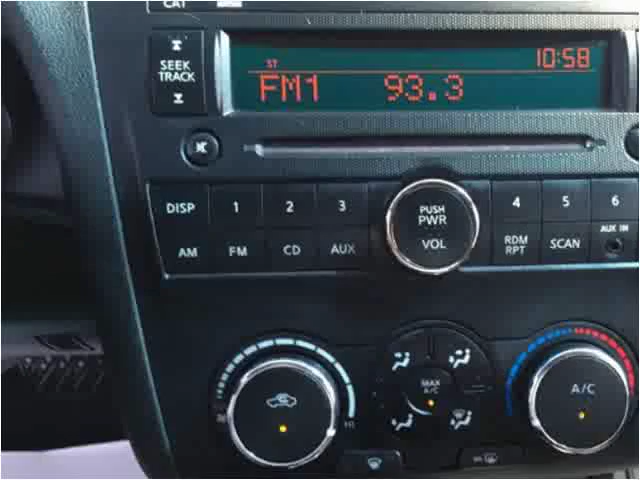 CAT
SEEK
TRACK
ST
10:58
FM1 93.3
DISP 1 2 3
PUSH
PWR
VOL
4 5 6
AM FM CD AUX
RDM
RPT
SCAN
AUX IN
MAX
A/C
A/C
HI